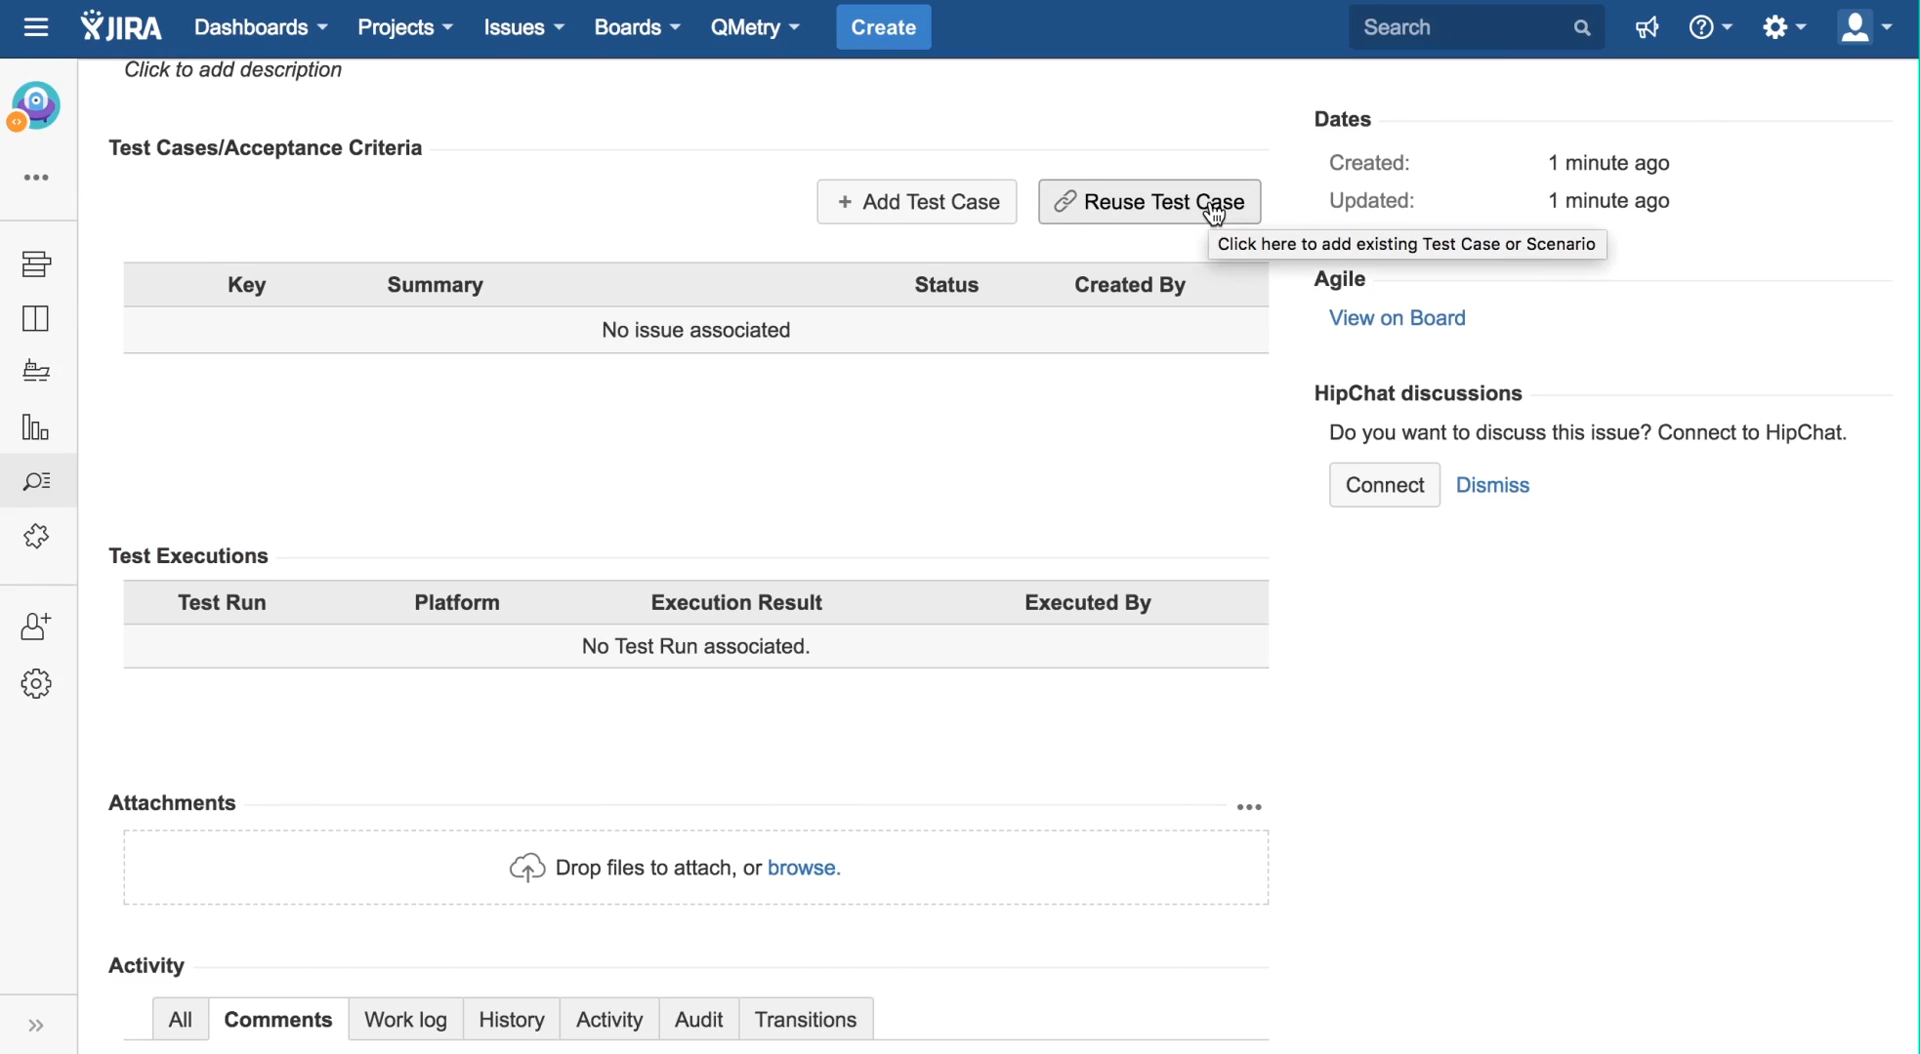 JIRA Dashboards Projects Issues Boards QMetry Create Search
Click to add description
Test Cases/Acceptance Criteria
+ Add Test Case Reuse Test Case
Click here to add existing Test Case or Scenario
Key Summary Status Created By
No issue associated
Test Executions
Test Run Platform Execution Result Executed By
No Test Run associated.
Attachments
Drop files to attach, or browse.
Activity
All Comments Work log History Activity Audit Transitions
Dates
Created: 1 minute ago
Updated: 1 minute ago
Agile
View on Board
HipChat discussions
Do you want to discuss this issue? Connect to HipChat.
Connect Dismiss